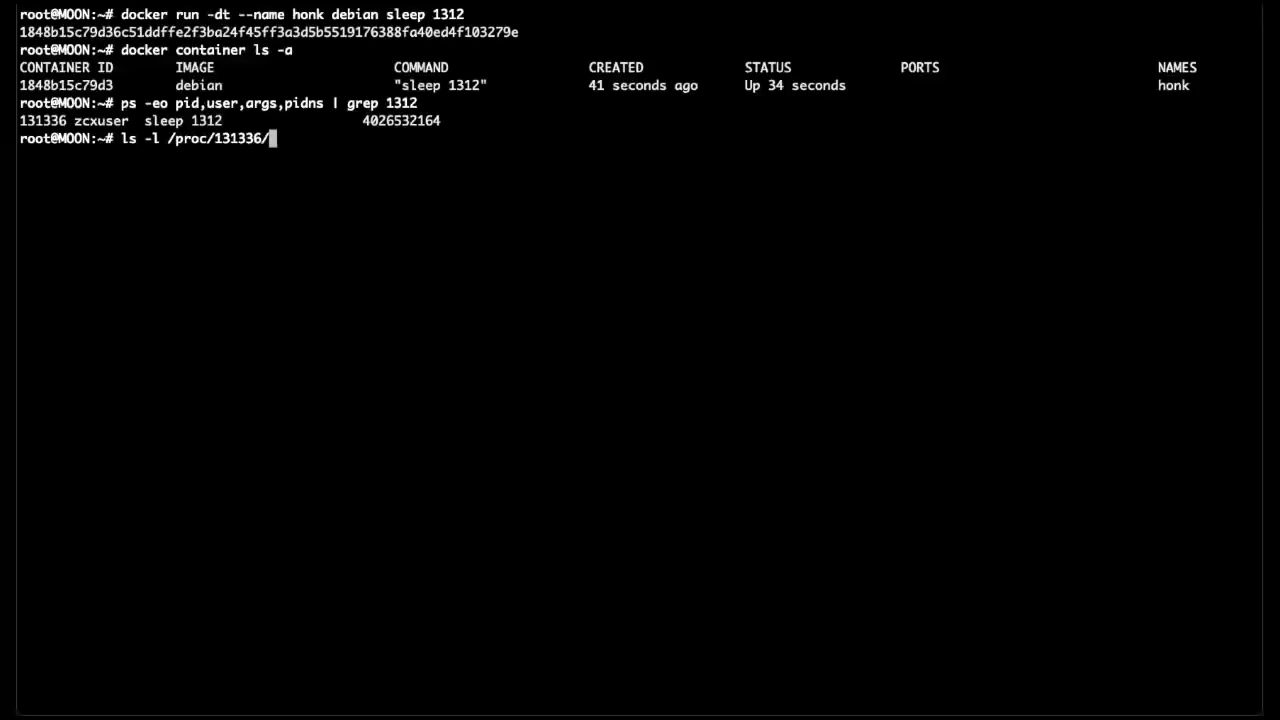 root@MOON:~# docker run -dt --name honk debian sleep 1312
1848b15c79d36c51ddffe2f3ba24f45ff3a3d5b5519176388fa40ed4f103279e
root@MOON:~# docker container ls -a
CONTAINER ID IMAGE COMMAND CREATED STATUS PORTS NAMES
1848b15c79d3 debian "sleep 1312" 41 seconds ago Up 34 seconds honk
root@MOON:~# ps -eo pid,user,args,pidns | grep 1312
131336 zcxuser sleep 1312 4026532164
root@MOON:~# ls -l /proc/131336/